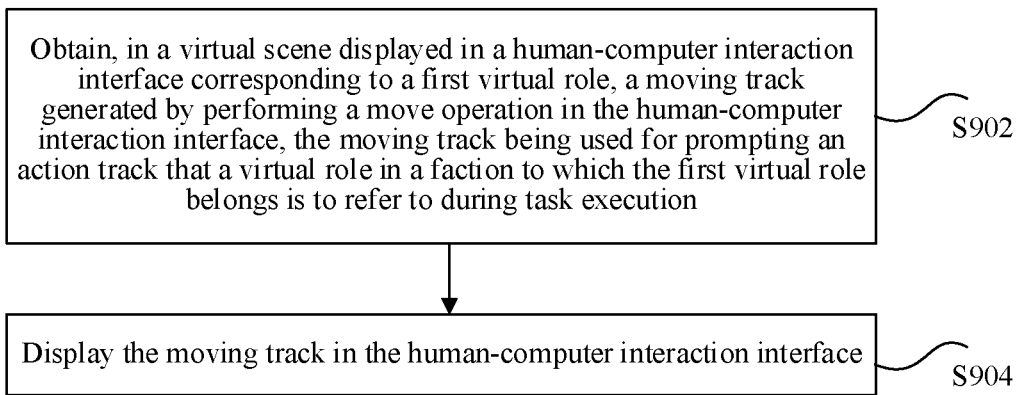 Obtain, in a virtual scene displayed in a human-computer interaction
interface corresponding to a first virtual role, a moving track
generated by performing a move operation in the human-computer
interaction interface, the moving track being used for prompting an
action track that a virtual role in a faction to which the first virtual role
belongs is to refer to during task execution
S902
Display the moving track in the human-computer interaction interface
S904